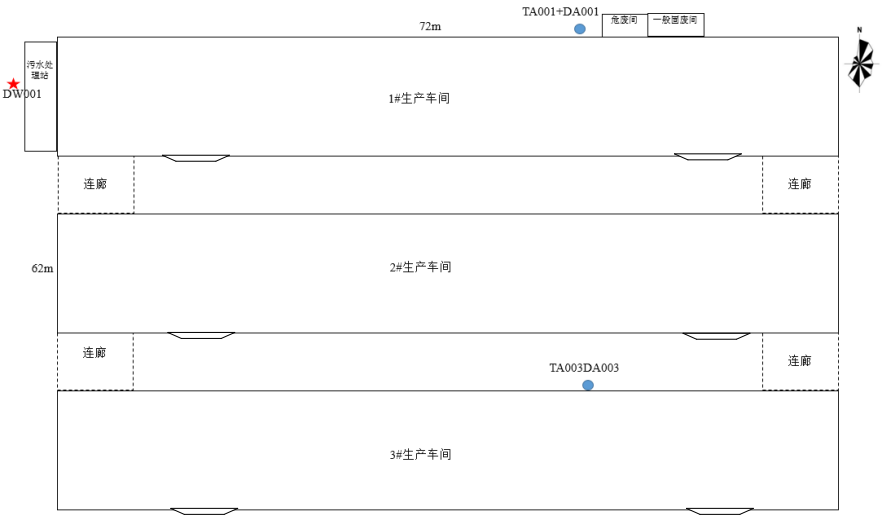 TA001+DA001
72m
危废间
一般固废间
N
污水处
理站
DW001
1#生产车间
连廊
连廊
62m
2#生产车间
连廊
连廊
TA003DA003
3#生产车间